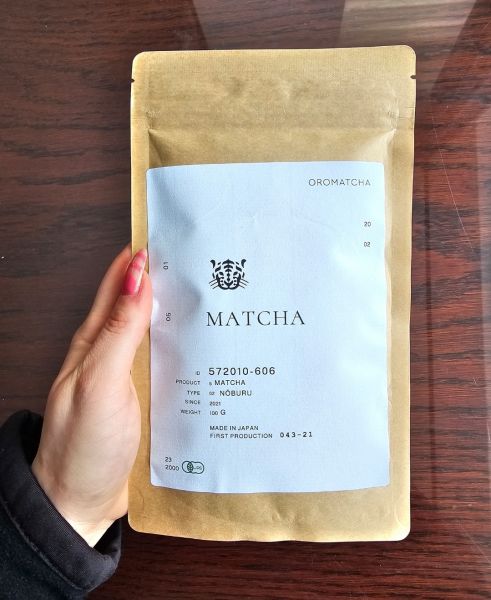 OROMATCHA
20
02
01
05
MATCHA
ID 572010-606
PRODUCT S MATCHA
TYPE 02 NŌBURU
SINCE 2021
WEIGHT 100 G
MADE IN JAPAN
FIRST PRODUCTION 043-21
23
2000
JAS